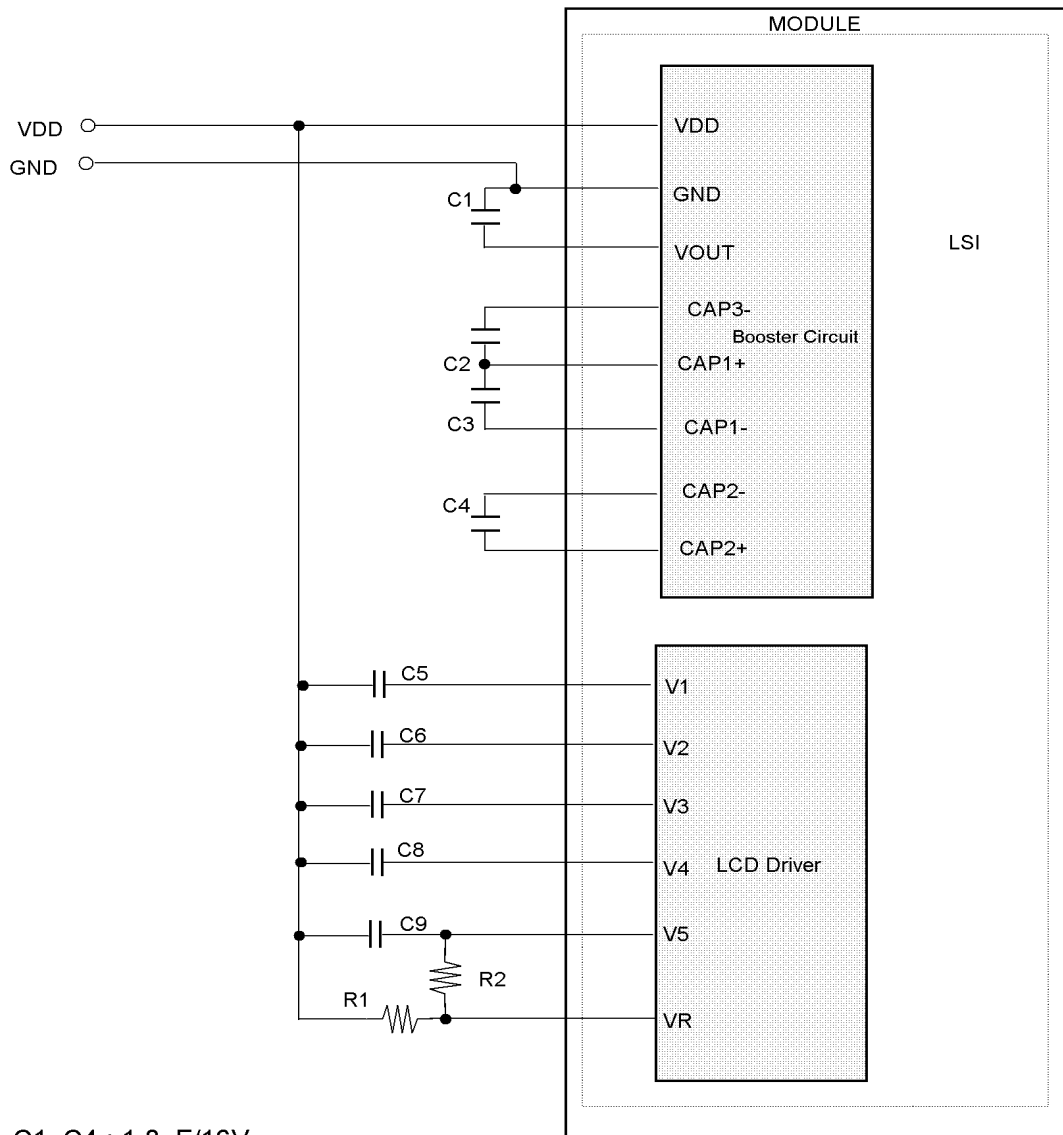 MODULE
VDD
GND
VDD
C1
GND
LSI
VOUT
CAP3-
Booster Circuit
C2
CAP1+
C3
CAP1-
C4
CAP2-
CAP2+
C5
V1
C6
V2
C7
V3
C8
V4
LCD Driver
C9
V5
R2
R1
VR